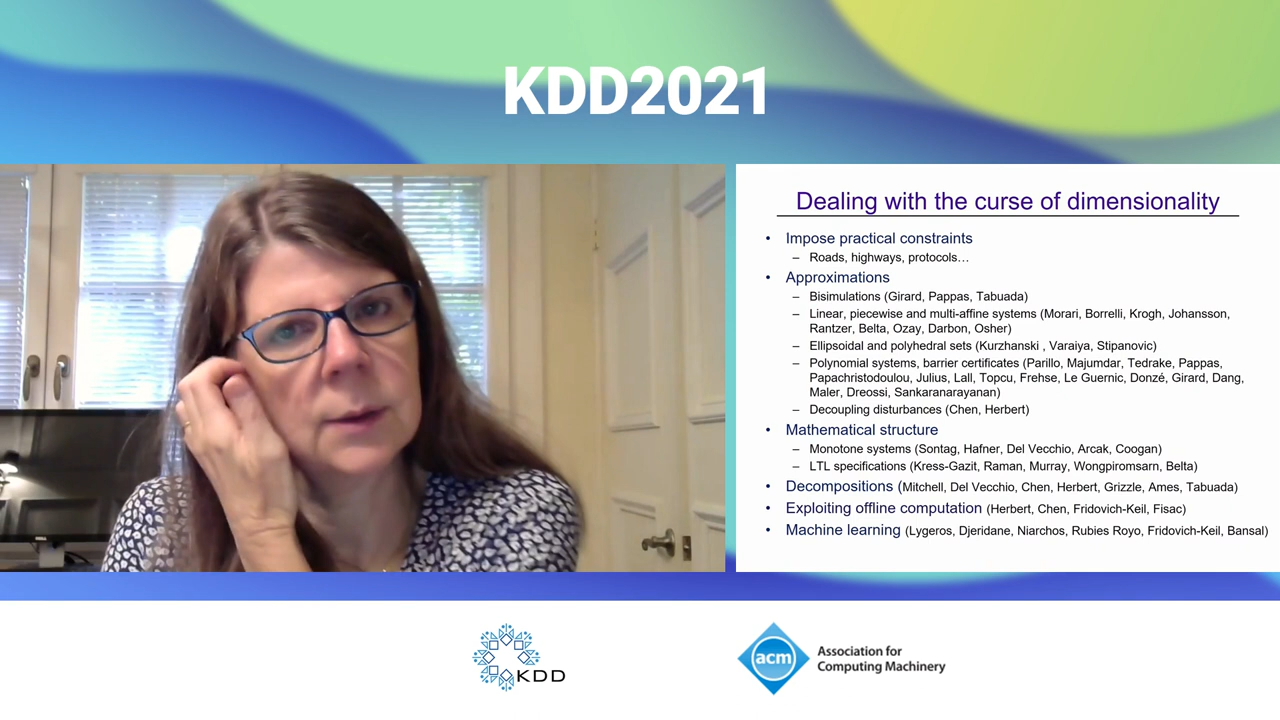 KDD2021
Dealing with the curse of dimensionality
• Impose practical constraints
– Roads, highways, protocols…
• Approximations
– Bisimulations (Girard, Pappas, Tabuada)
– Linear, piecewise and multi-affine systems (Morari, Borrelli, Krogh, Johansson,
Rantzer, Belta, Ozay, Darbon, Osher)
– Ellipsoidal and polyhedral sets (Kurzhanski , Varaiya, Stipanovic)
– Polynomial systems, barrier certificates (Parillo, Majumdar, Tedrake, Pappas,
Papachristodoulou, Julius, Lall, Topcu, Frehse, Le Guernic, Donzé, Girard, Dang,
Maler, Dreossi, Sankaranarayanan)
– Decoupling disturbances (Chen, Herbert)
• Mathematical structure
– Monotone systems (Sontag, Hafner, Del Vecchio, Arcak, Coogan)
– LTL specifications (Kress-Gazit, Raman, Murray, Wongpiromsarn, Belta)
• Decompositions (Mitchell, Del Vecchio, Chen, Herbert, Grizzle, Ames, Tabuada)
• Exploiting offline computation (Herbert, Chen, Fridovich-Keil, Fisac)
• Machine learning (Lygeros, Djeridane, Niarchos, Rubies Royo, Fridovich-Keil, Bansal)
KDD
acm
Association for
Computing Machinery